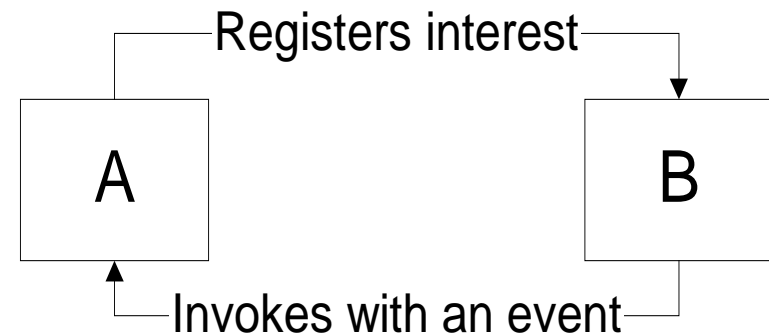 Registers interest
A
B
Invokes with an event